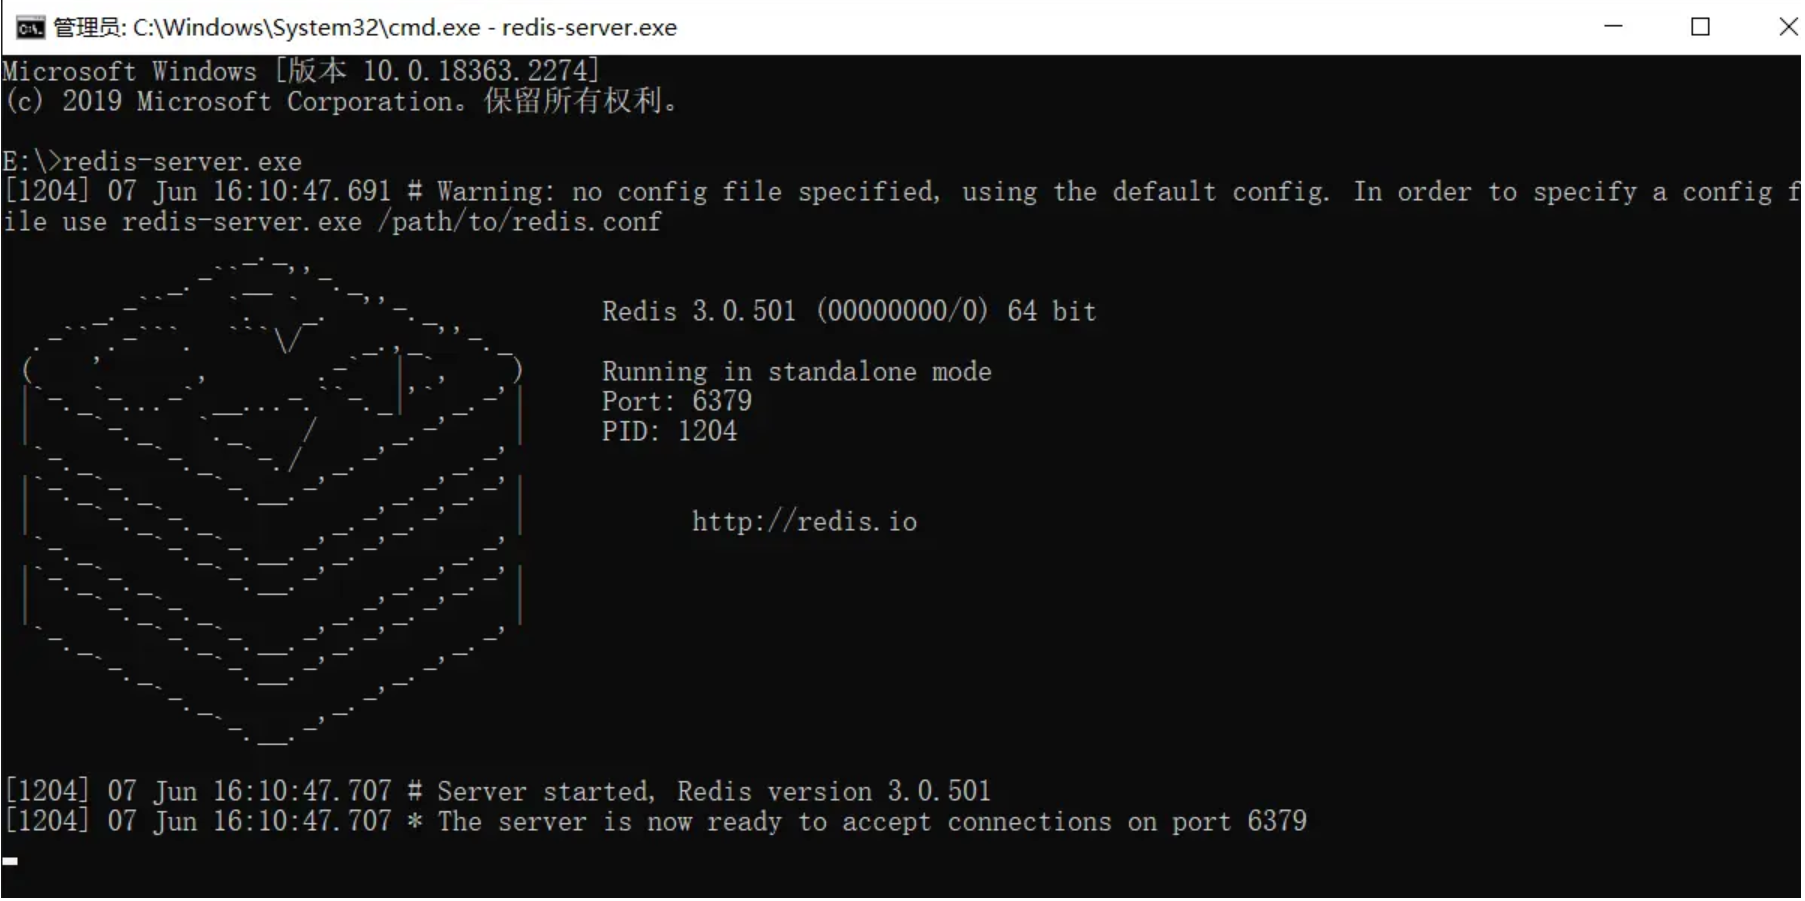 管理员: C:\Windows\System32\cmd.exe - redis-server.exe
Microsoft Windows [版本 10.0.18363.2274]
(c) 2019 Microsoft Corporation。保留所有权利。
E:\>redis-server.exe
[1204] 07 Jun 16:10:47.691 # Warning: no config file specified, using the default config. In order to specify a config f
ile use redis-server.exe /path/to/redis.conf
Redis 3.0.501 (00000000/0) 64 bit
Running in standalone mode
Port: 6379
PID: 1204
http://redis.io
[1204] 07 Jun 16:10:47.707 # Server started, Redis version 3.0.501
[1204] 07 Jun 16:10:47.707 * The server is now ready to accept connections on port 6379